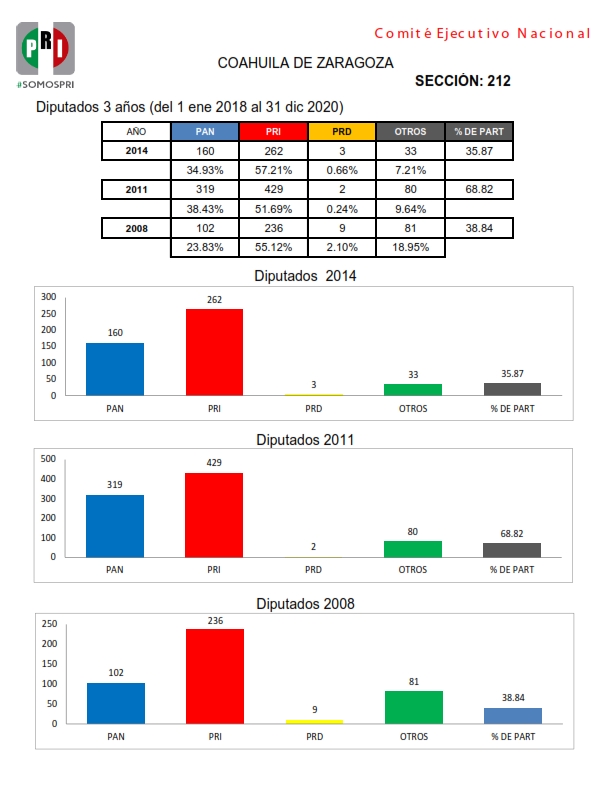 Comité Ejecutivo Nacional
PRI
#SOMOSPRI
COAHUILA DE ZARAGOZA
SECCIÓN: 212
Diputados 3 años (del 1 ene 2018 al 31 dic 2020)
AÑO PAN PRI PRD OTROS % DE PART
2014 160 262 3 33 35.87
34.93% 57.21% 0.66% 7.21%
2011 319 429 2 80 68.82
38.43% 51.69% 0.24% 9.64%
2008 102 236 9 81 38.84
23.83% 55.12% 2.10% 18.95%
Diputados 2014
300
250
200
150
100
50
0
160 262 3 33 35.87
PAN PRI PRD OTROS % DE PART
Diputados 2011
500
400
300
200
100
0
319 429 2 80 68.82
PAN PRI PRD OTROS % DE PART
Diputados 2008
250
200
150
100
50
0
102 236 9 81 38.84
PAN PRI PRD OTROS % DE PART